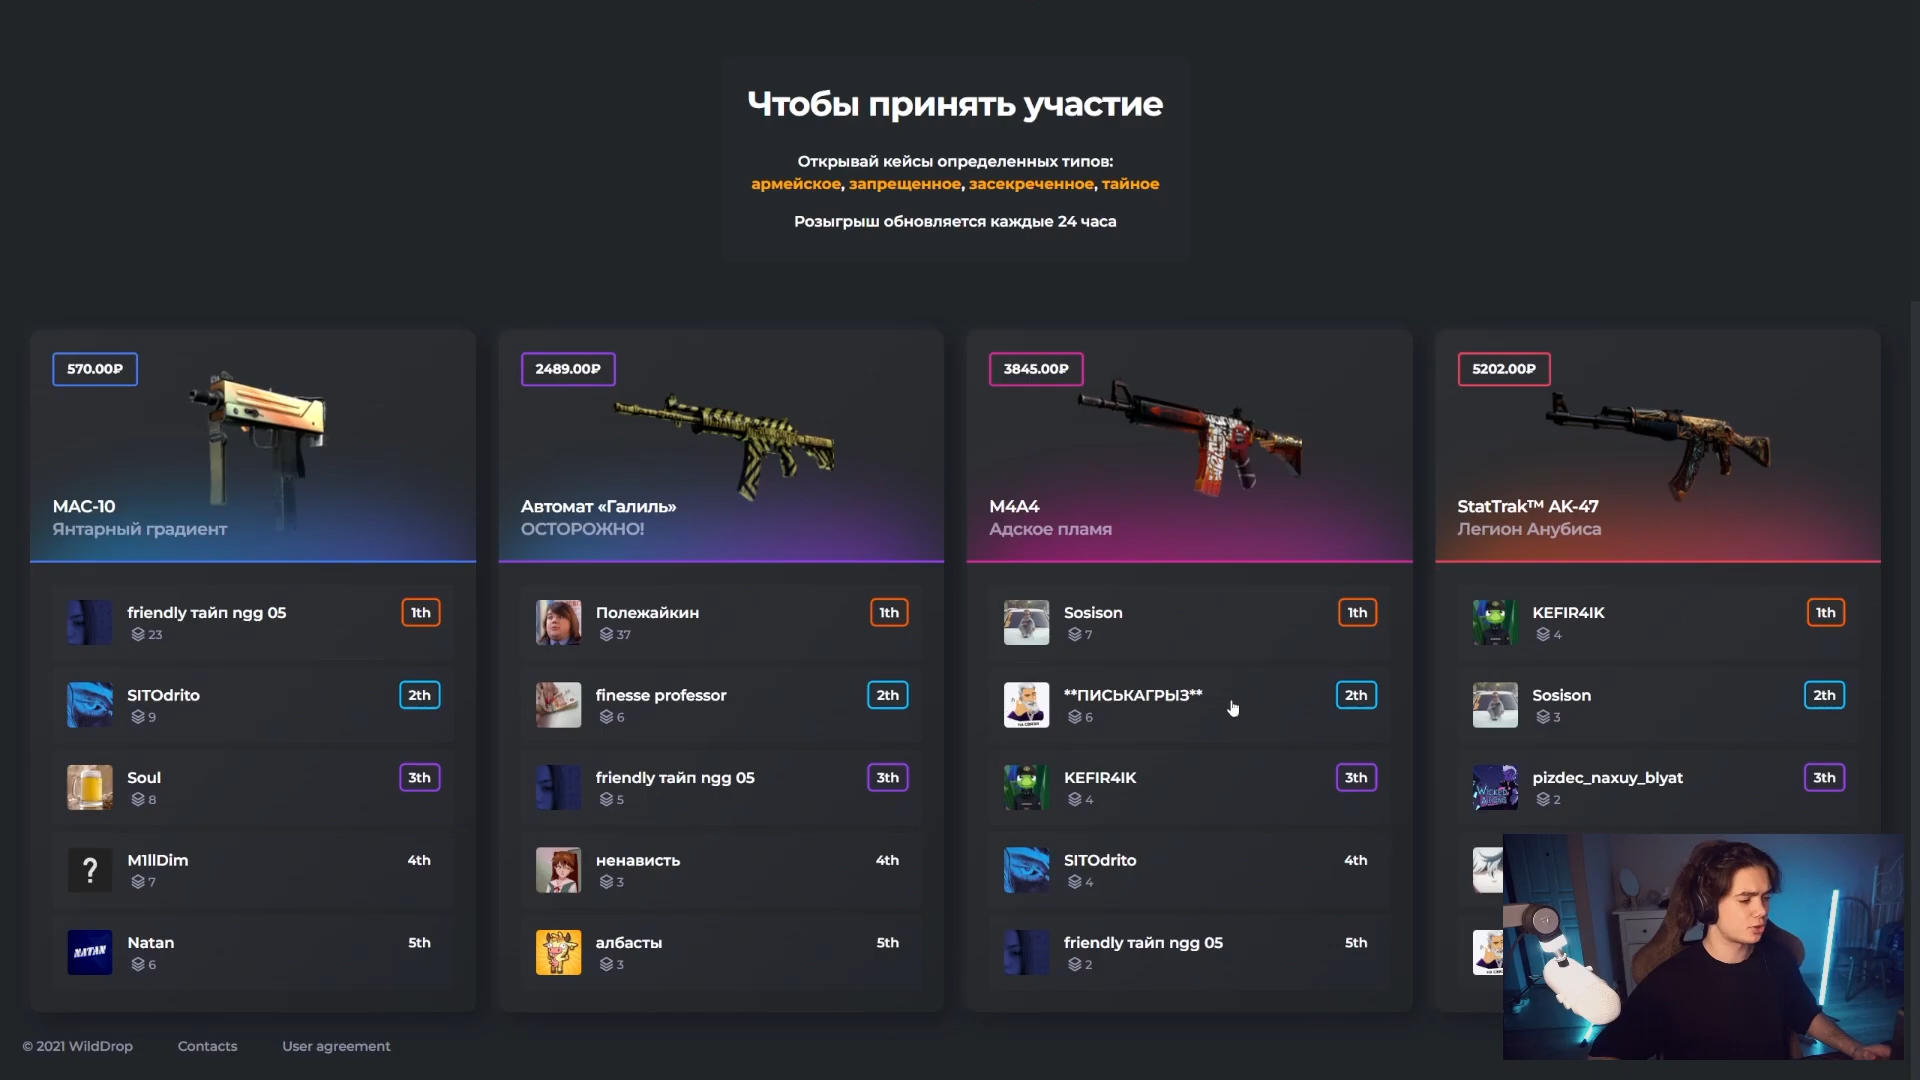 Чтобы принять участие
Открывай кейсы определенных типов:
армейское, запрещенное, засекреченное, тайное
Розыгрыш обновляется каждые 24 часа
570.00₽
MAC-10
Янтарный градиент
friendly тайп ngg 05
1th
23
SITOdrito
2th
9
Soul
3th
8
?
M1llDim
4th
7
NATAN
Natan
5th
6
2489.00₽
Автомат «Галиль»
ОСТОРОЖНО!
Полежайкин
1th
37
finesse professor
2th
6
friendly тайп ngg 05
3th
5
ненависть
4th
3
албасты
5th
3
3845.00₽
M4A4
Адское пламя
Sosison
1th
7
**ПИСЬКАГРЫЗ**
2th
6
KEFIR4IK
3th
4
SITOdrito
4th
4
friendly тайп ngg 05
5th
2
5202.00₽
StatTrak™ AK-47
Легион Анубиса
KEFIR4IK
1th
4
Sosison
2th
3
pizdec_naxuy_blyat
3th
2
© 2021 WildDrop
Contacts
User agreement